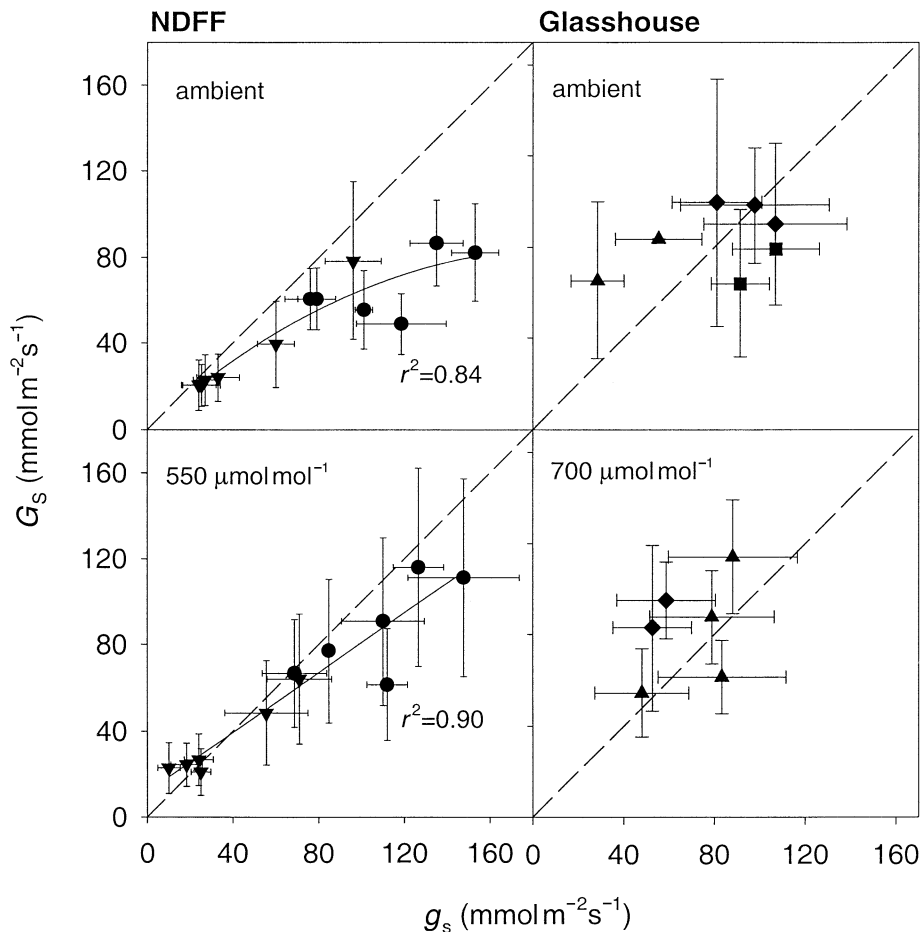 NDFF Glasshouse
160
120
80
40
0
ambient
r²=0.84
ambient
160
120
80
40
0
550 µmol mol⁻¹
r²=0.90
700 µmol mol⁻¹
Gₛ (mmol m⁻² s⁻¹)
0 40 80 120 160 0 40 80 120 160
gₛ (mmol m⁻² s⁻¹)